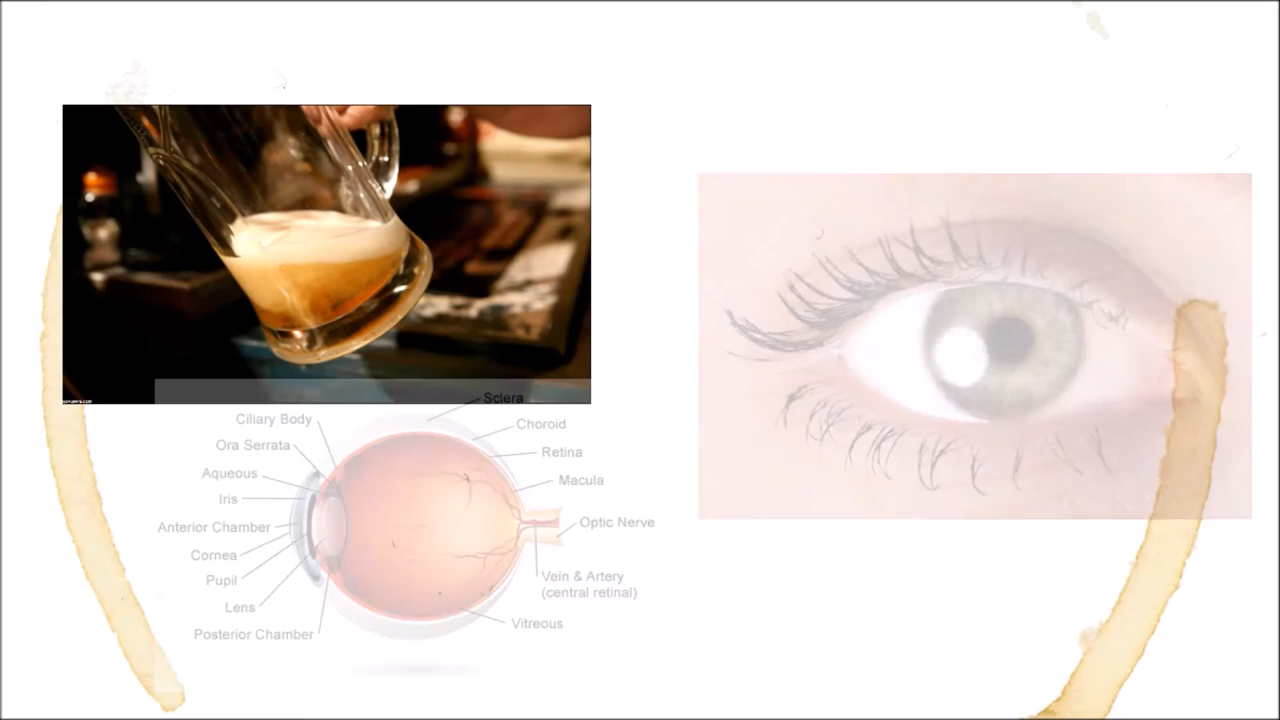 Sclera
Ciliary Body
Choroid
Ora Serrata
Retina
Aqueous
Macula
Iris
Optic Nerve
Anterior Chamber
Cornea
Pupil
Vein & Artery
(central retinal)
Lens
Vitreous
Posterior Chamber